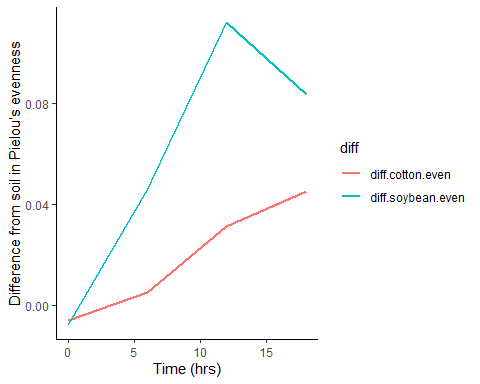 Difference from soil in Pielou's evenness
0.08
0.04
0.00
0
5
10
15
Time (hrs)
diff
diff.cotton.even
diff.soybean.even